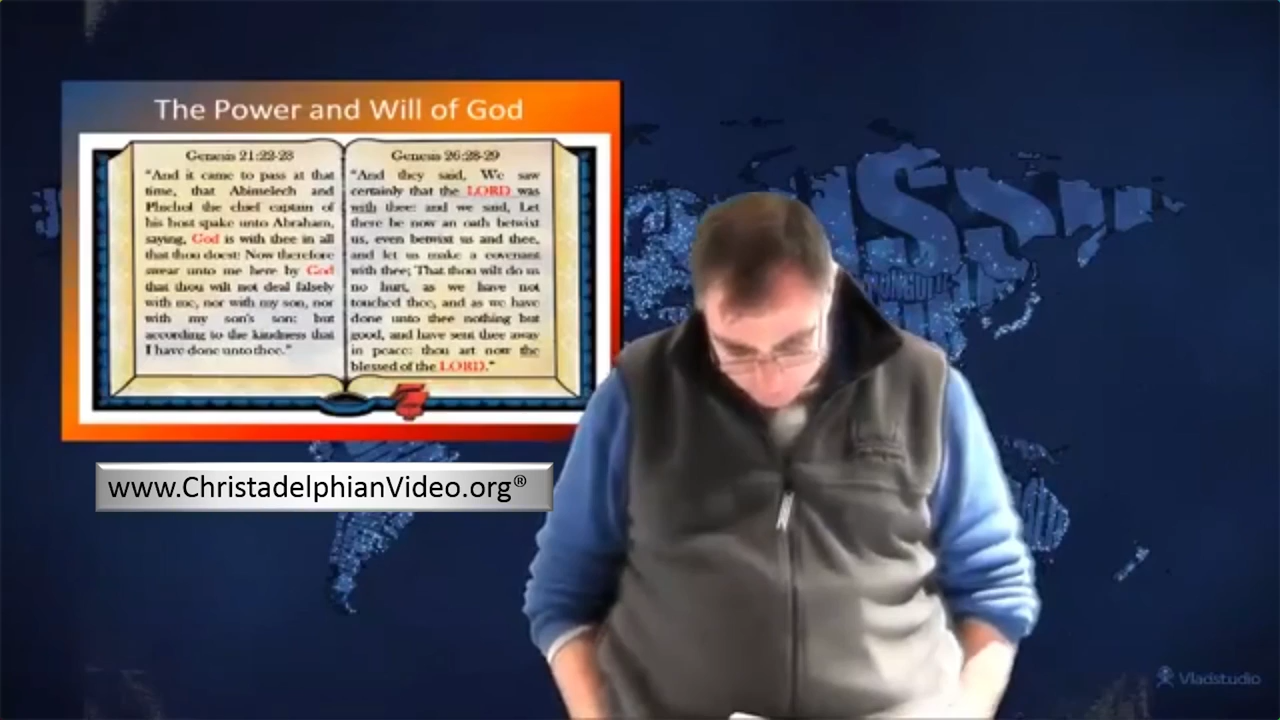 The Power and Will of God
Genesis 21:22-23
"And it came to pass at that
time, that Abimelech and
Phichol the chief captain of
his host spake unto Abraham,
saying, God is with thee in all
that thou doest: Now therefore
swear unto me here by God
that thou wilt not deal falsely
with me, nor with my son, nor
with my son's son: but
according to the kindness that
I have done unto thee."
Genesis 26:28-29
"And they said, We saw
certainly that the LORD was
with thee: and we said, Let
there be now an oath betwixt
us, even betwixt us and thee,
and let us make a covenant
with thee; That thou wilt do us
no hurt, as we have not
touched thee, and as we have
done unto thee nothing but
good, and have sent thee away
in peace: thou art now the
blessed of the LORD."
www.ChristadelphianVideo.org®
Vladstudio